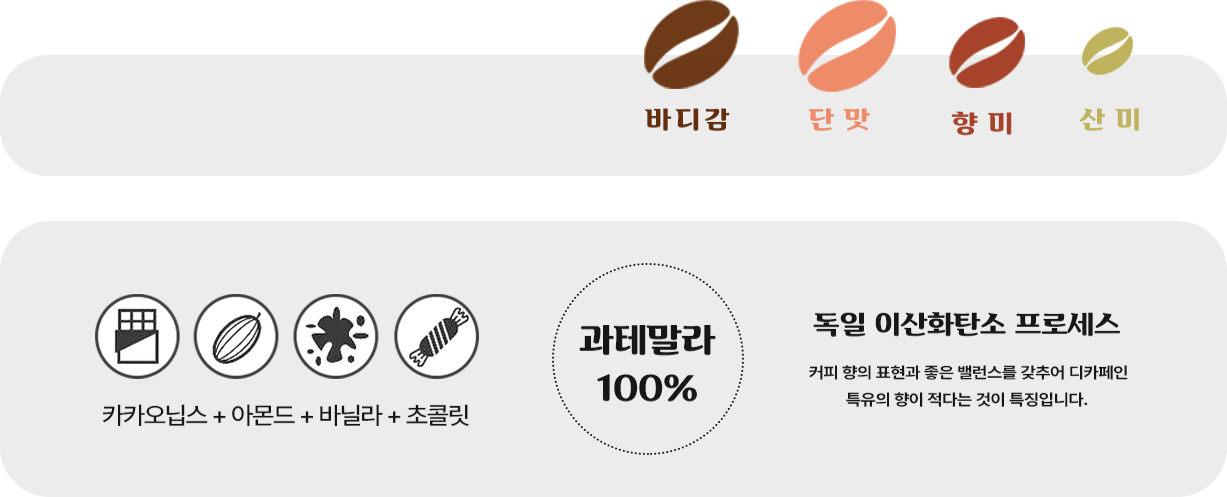 바디감 단 맛 향 미 산 미
카카오닙스 + 아몬드 + 바닐라 + 초콜릿
과테말라
100%
독일 이산화탄소 프로세스
커피 향의 표현과 좋은 밸런스를 갖추어 디카페인
특유의 향이 적다는 것이 특징입니다.